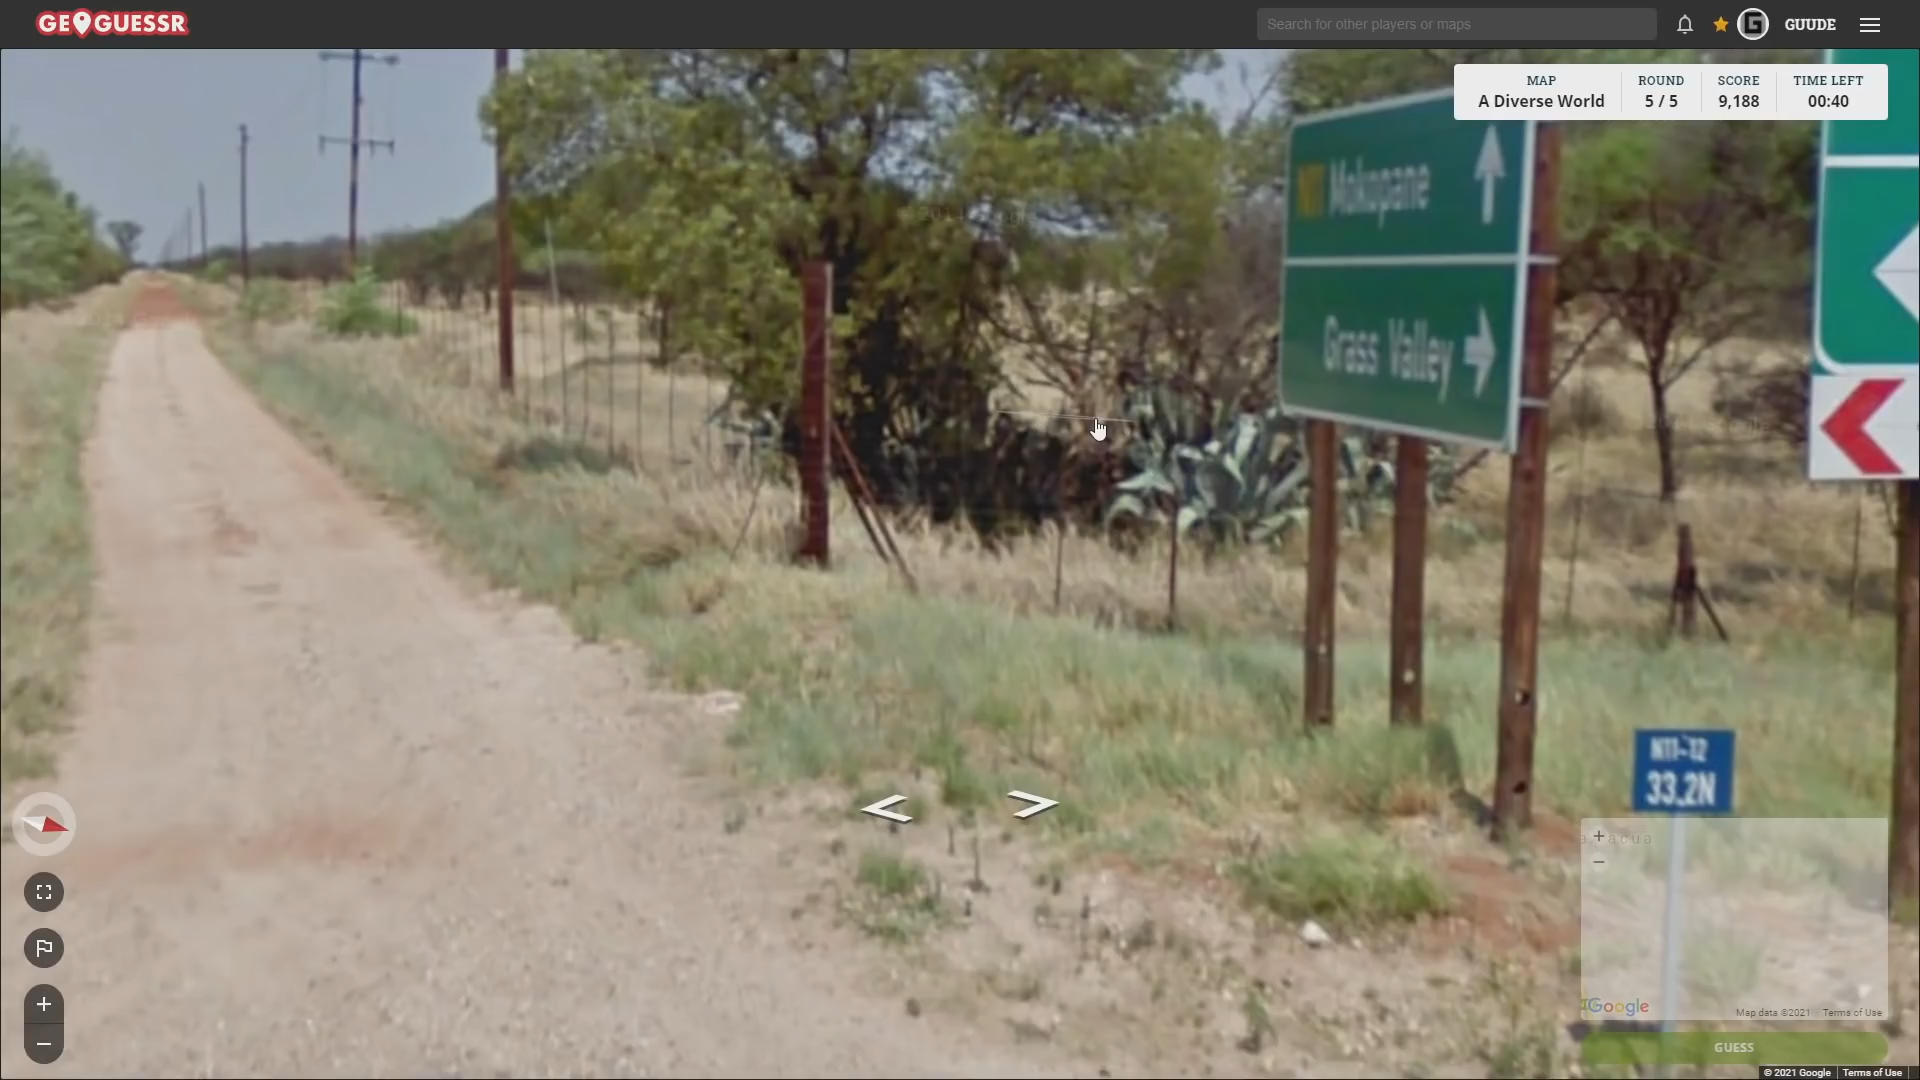 GEOGUESSR
Search for other players or maps
GUUDE
MAP
A Diverse World
ROUND
5 / 5
SCORE
9,188
TIME LEFT
00:40
N11 Mokopane
Grass Valley
N11-12
33.2N
Google
Map data ©2021
Terms of Use
GUESS
© 2021 Google
Terms of Use